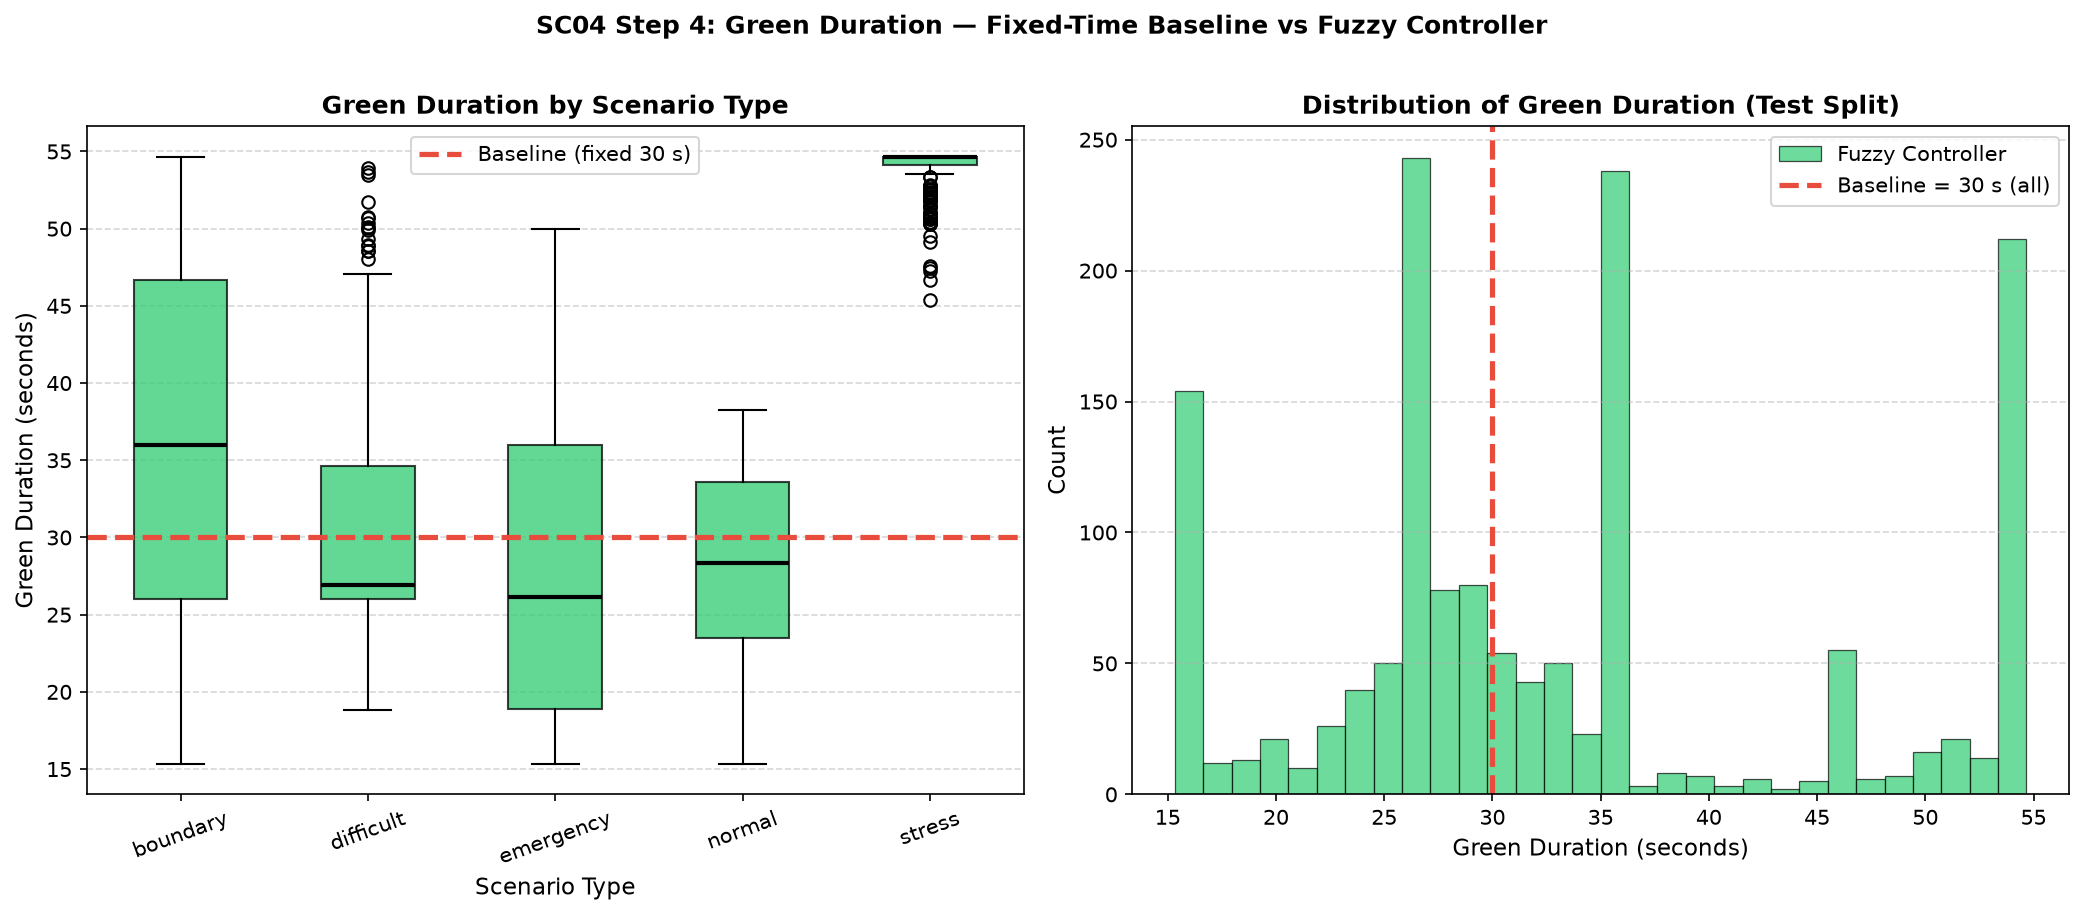 SC04 Step 4: Green Duration — Fixed-Time Baseline vs Fuzzy Controller
Green Duration by Scenario Type
Baseline (fixed 30 s)
Green Duration (seconds)
55
50
45
40
35
30
25
20
15
boundary
difficult
emergency
normal
stress
Scenario Type
Distribution of Green Duration (Test Split)
Fuzzy Controller
Baseline = 30 s (all)
Count
250
200
150
100
50
0
15
20
25
30
35
40
45
50
55
Green Duration (seconds)